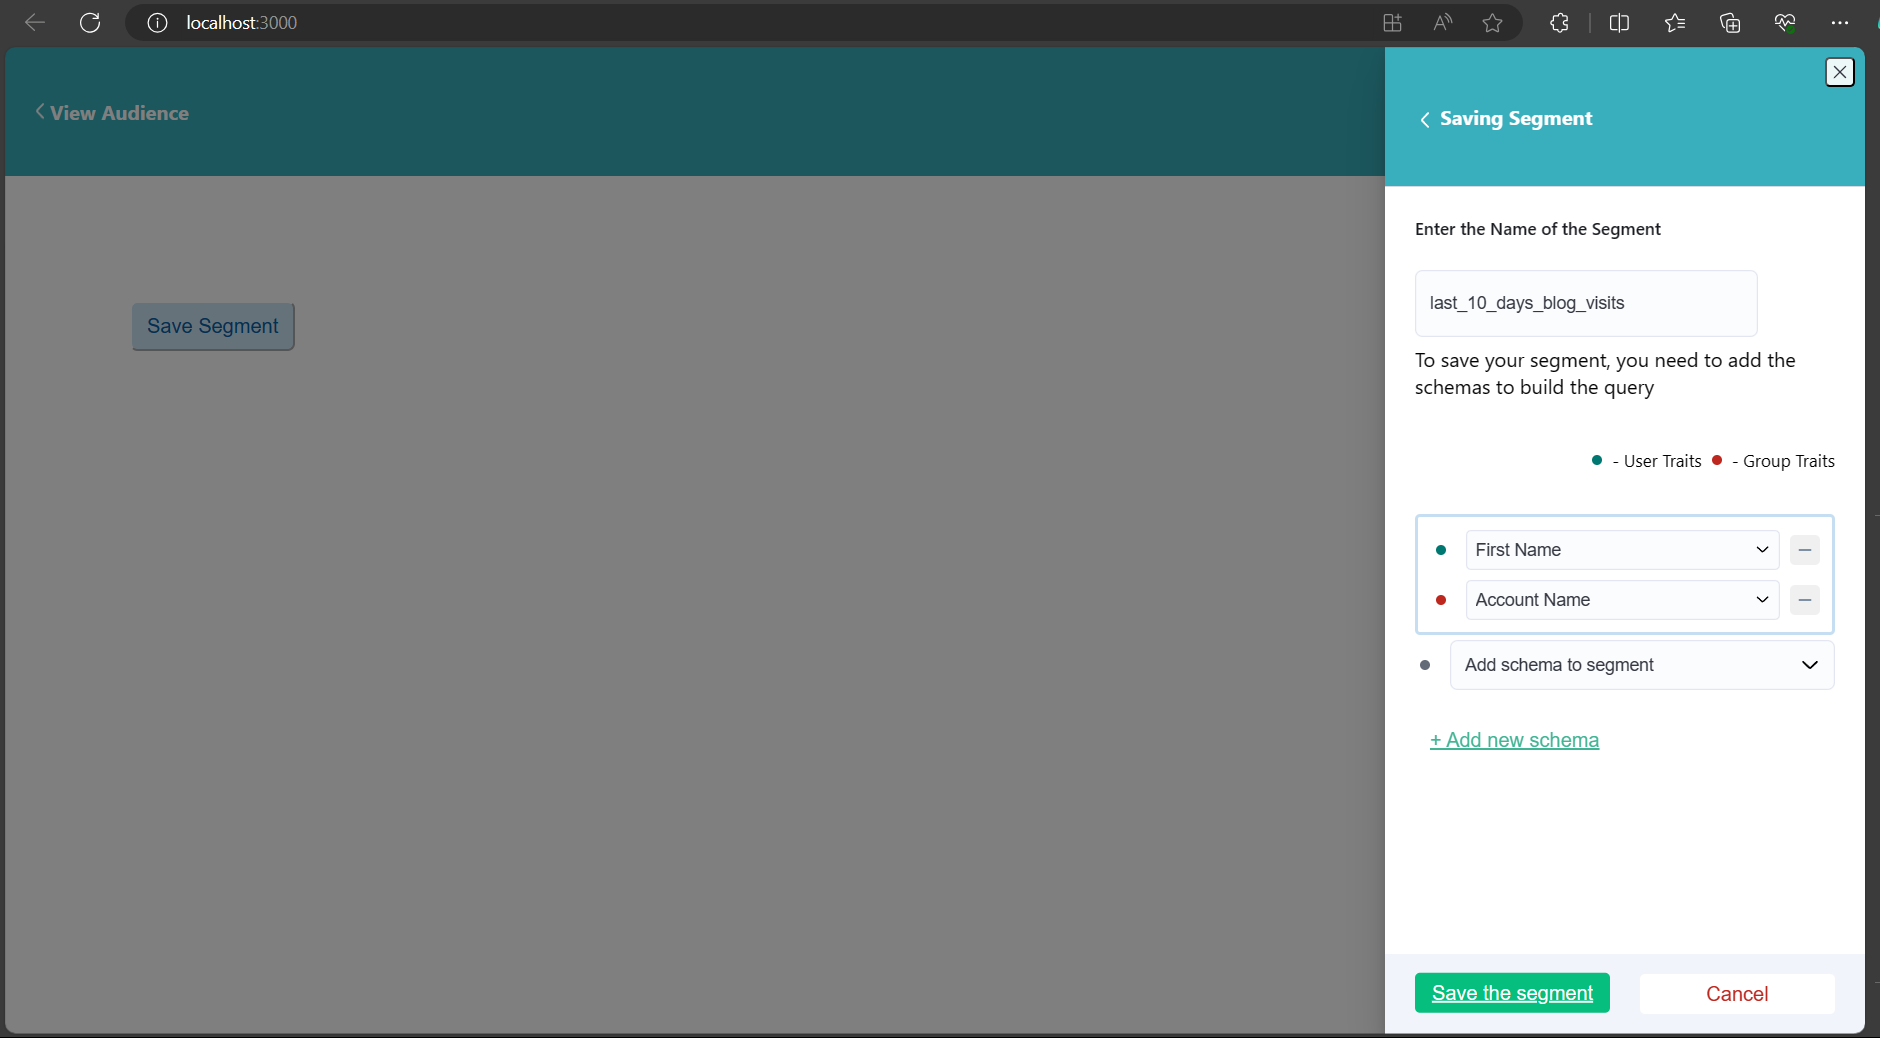 localhost:3000
View Audience
Save Segment
Saving Segment
Enter the Name of the Segment
last_10_days_blog_visits
To save your segment, you need to add the
schemas to build the query
- User Traits - Group Traits
First Name
Account Name
Add schema to segment
+ Add new schema
Save the segment
Cancel